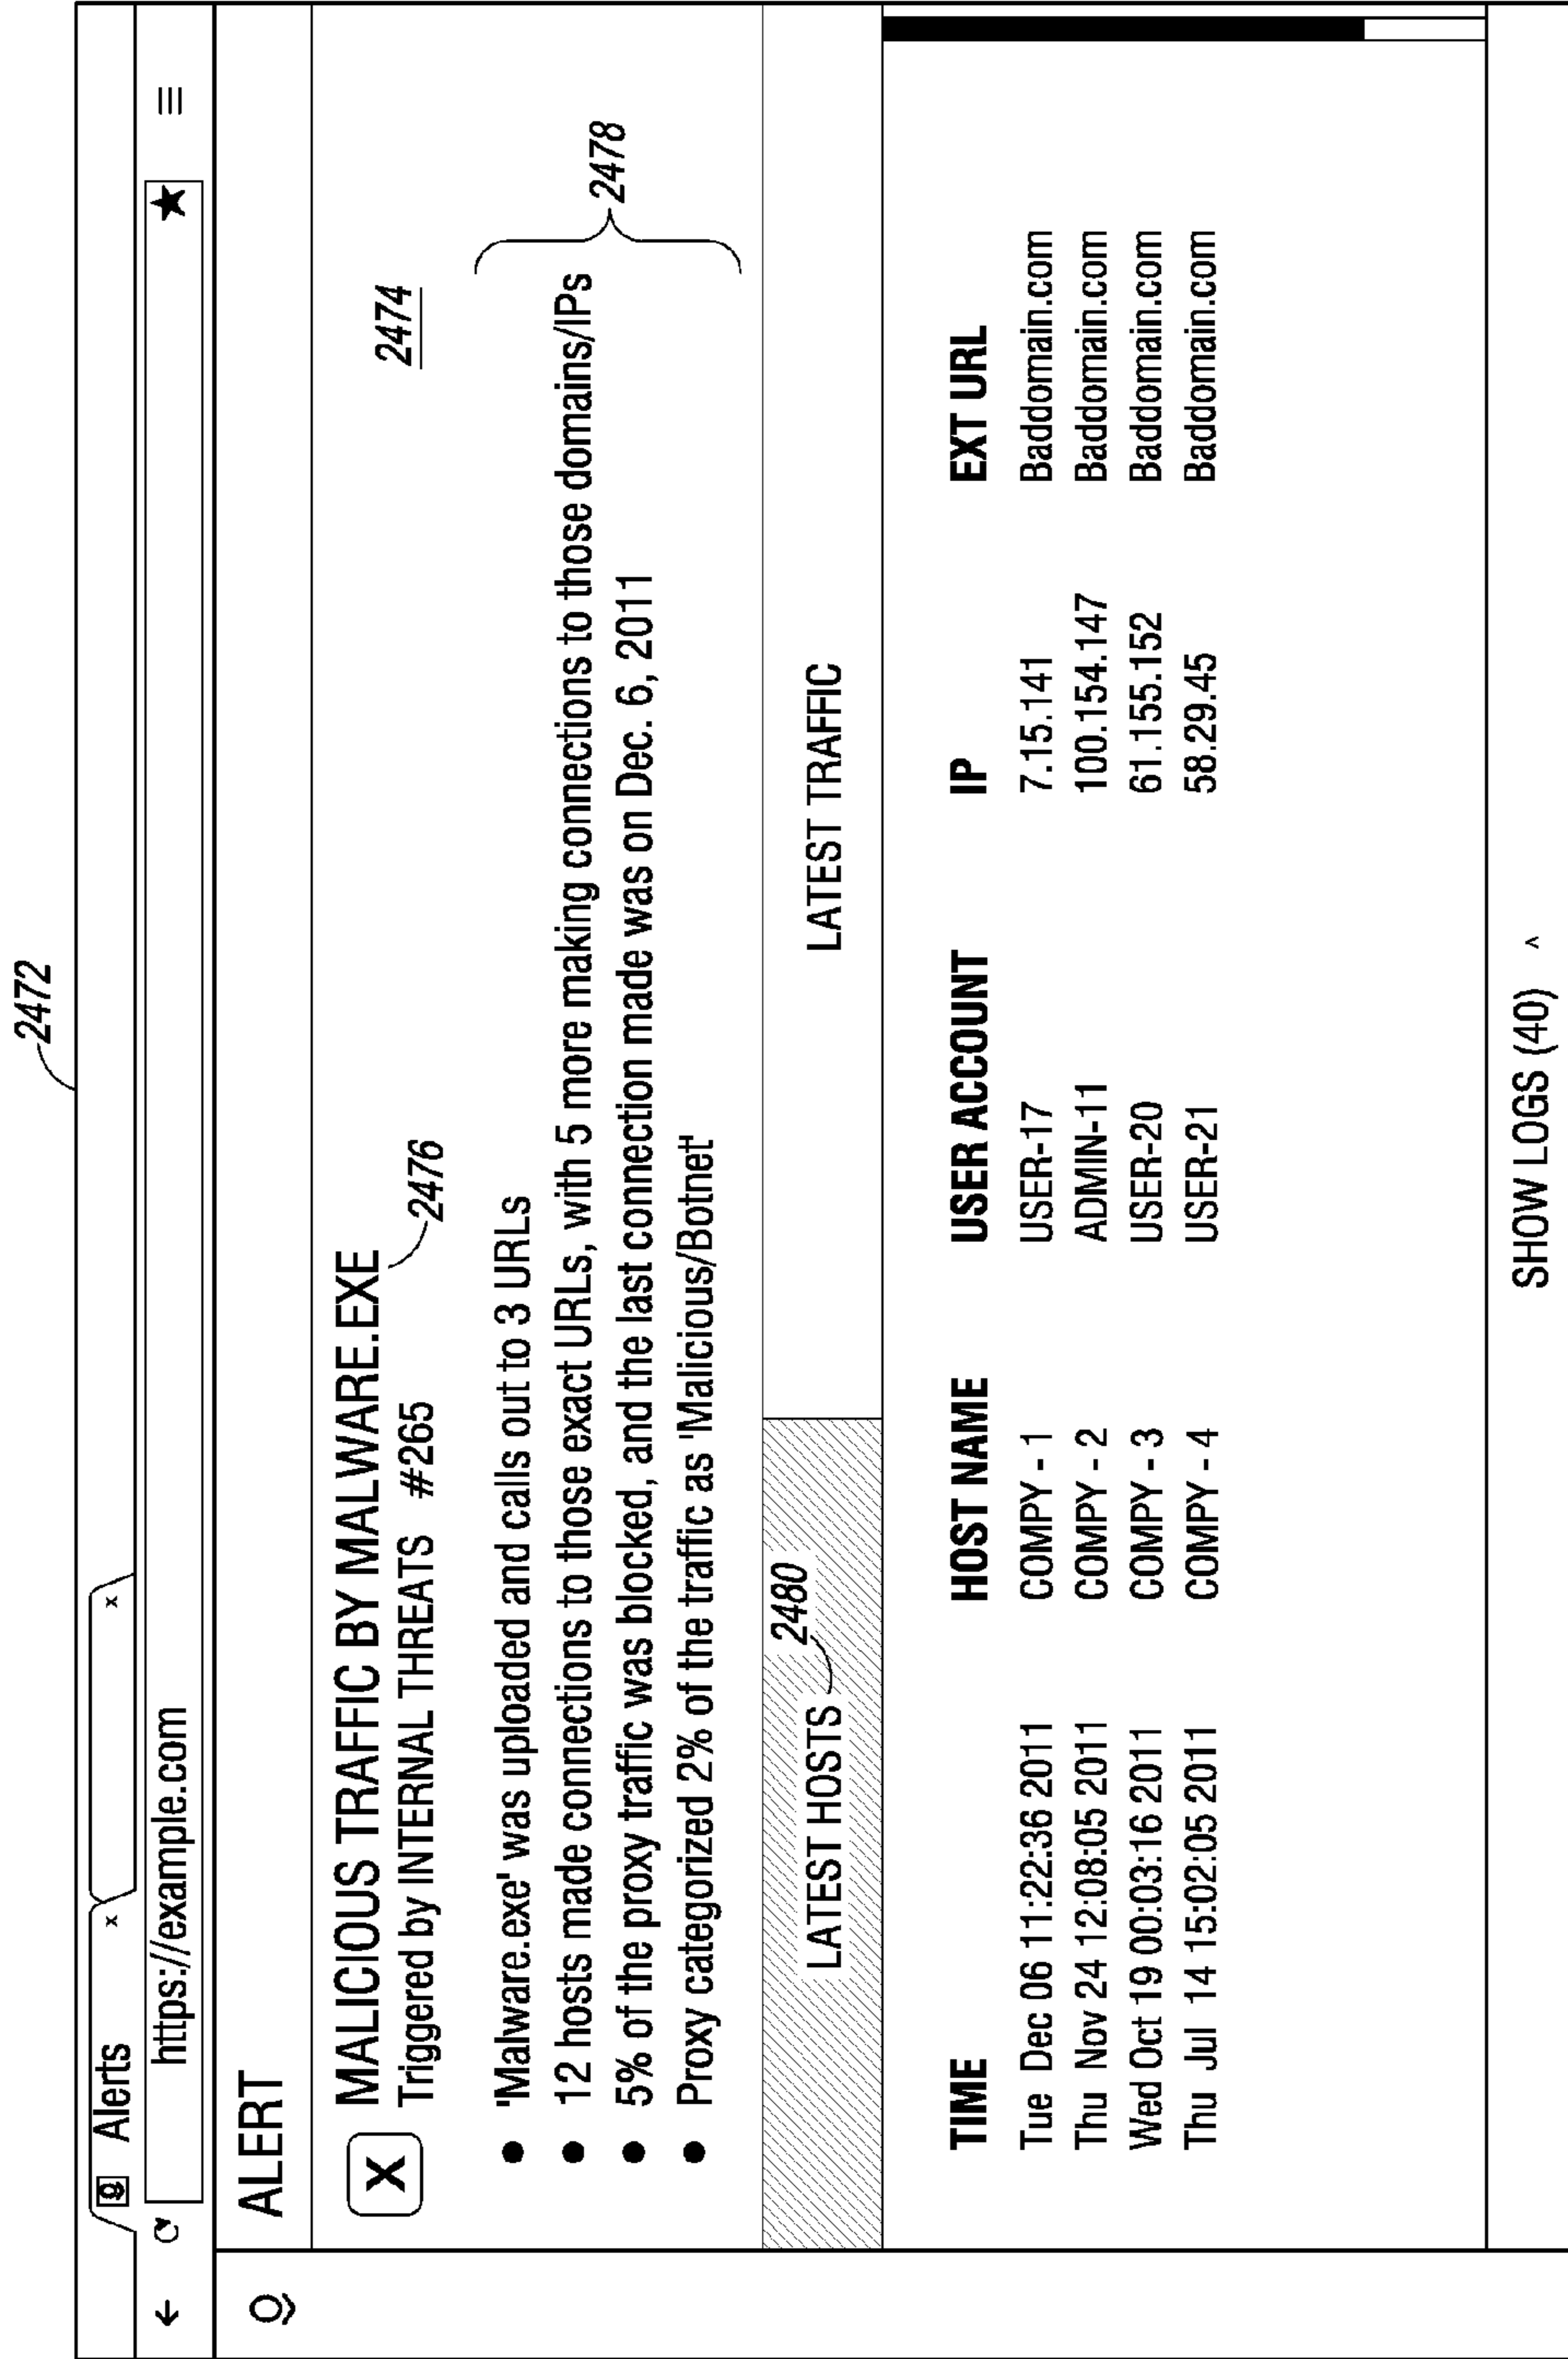 2472
Alerts x x
https://example.com
ALERT
X
MALICIOUS TRAFFIC BY MALWARE.EXE
2474
Triggered by INTERNAL THREATS #265
2476
'Malware.exe' was uploaded and calls out to 3 URLs
12 hosts made connections to those exact URLs, with 5 more making connections to those domains/IPs
5% of the proxy traffic was blocked, and the last connection made was on Dec. 6, 2011
Proxy categorized 2% of the traffic as 'Malicious/Botnet'
2478
LATEST HOSTS 2480 LATEST TRAFFIC
TIME HOST NAME USER ACCOUNT IP EXT URL
Tue Dec 06 11:22:36 2011 COMPY - 1 USER-17 7.15.141 Baddomain.com
Thu Nov 24 12:08:05 2011 COMPY - 2 ADMIN-11 100.154.147 Baddomain.com
Wed Oct 19 00:03:16 2011 COMPY - 3 USER-20 61.155.152 Baddomain.com
Thu Jul 14 15:02:05 2011 COMPY - 4 USER-21 58.29.45 Baddomain.com
SHOW LOGS (40) ^